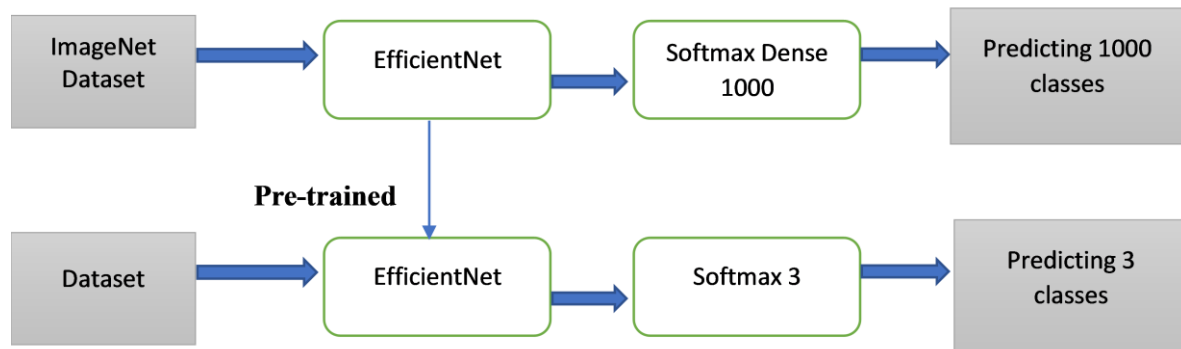 ImageNet
Dataset
EfficientNet
Softmax Dense
1000
Predicting 1000
classes
Pre-trained
Dataset
EfficientNet
Softmax 3
Predicting 3
classes